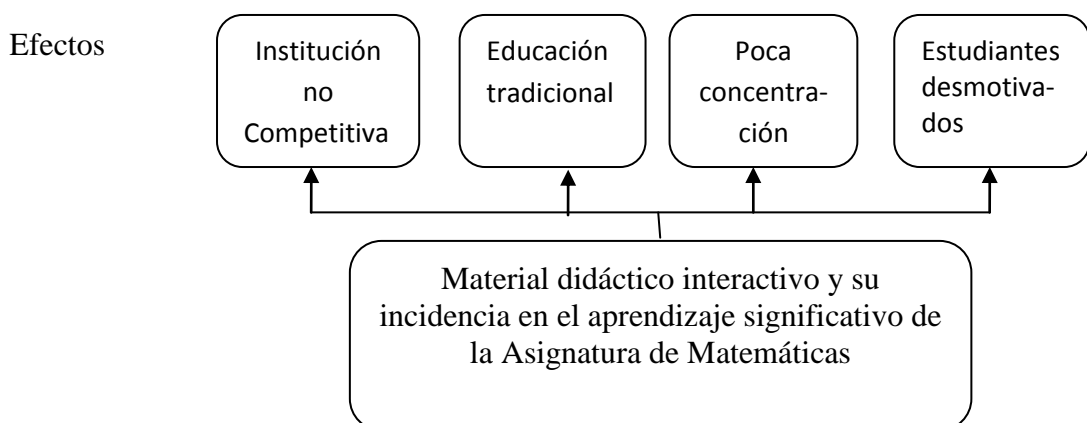 Efectos
Institución
no
Competitiva
Educación
tradicional
Poca
concentra-
ción
Estudiantes
desmotiva-
dos
Material didáctico interactivo y su
incidencia en el aprendizaje significativo de
la Asignatura de Matemáticas